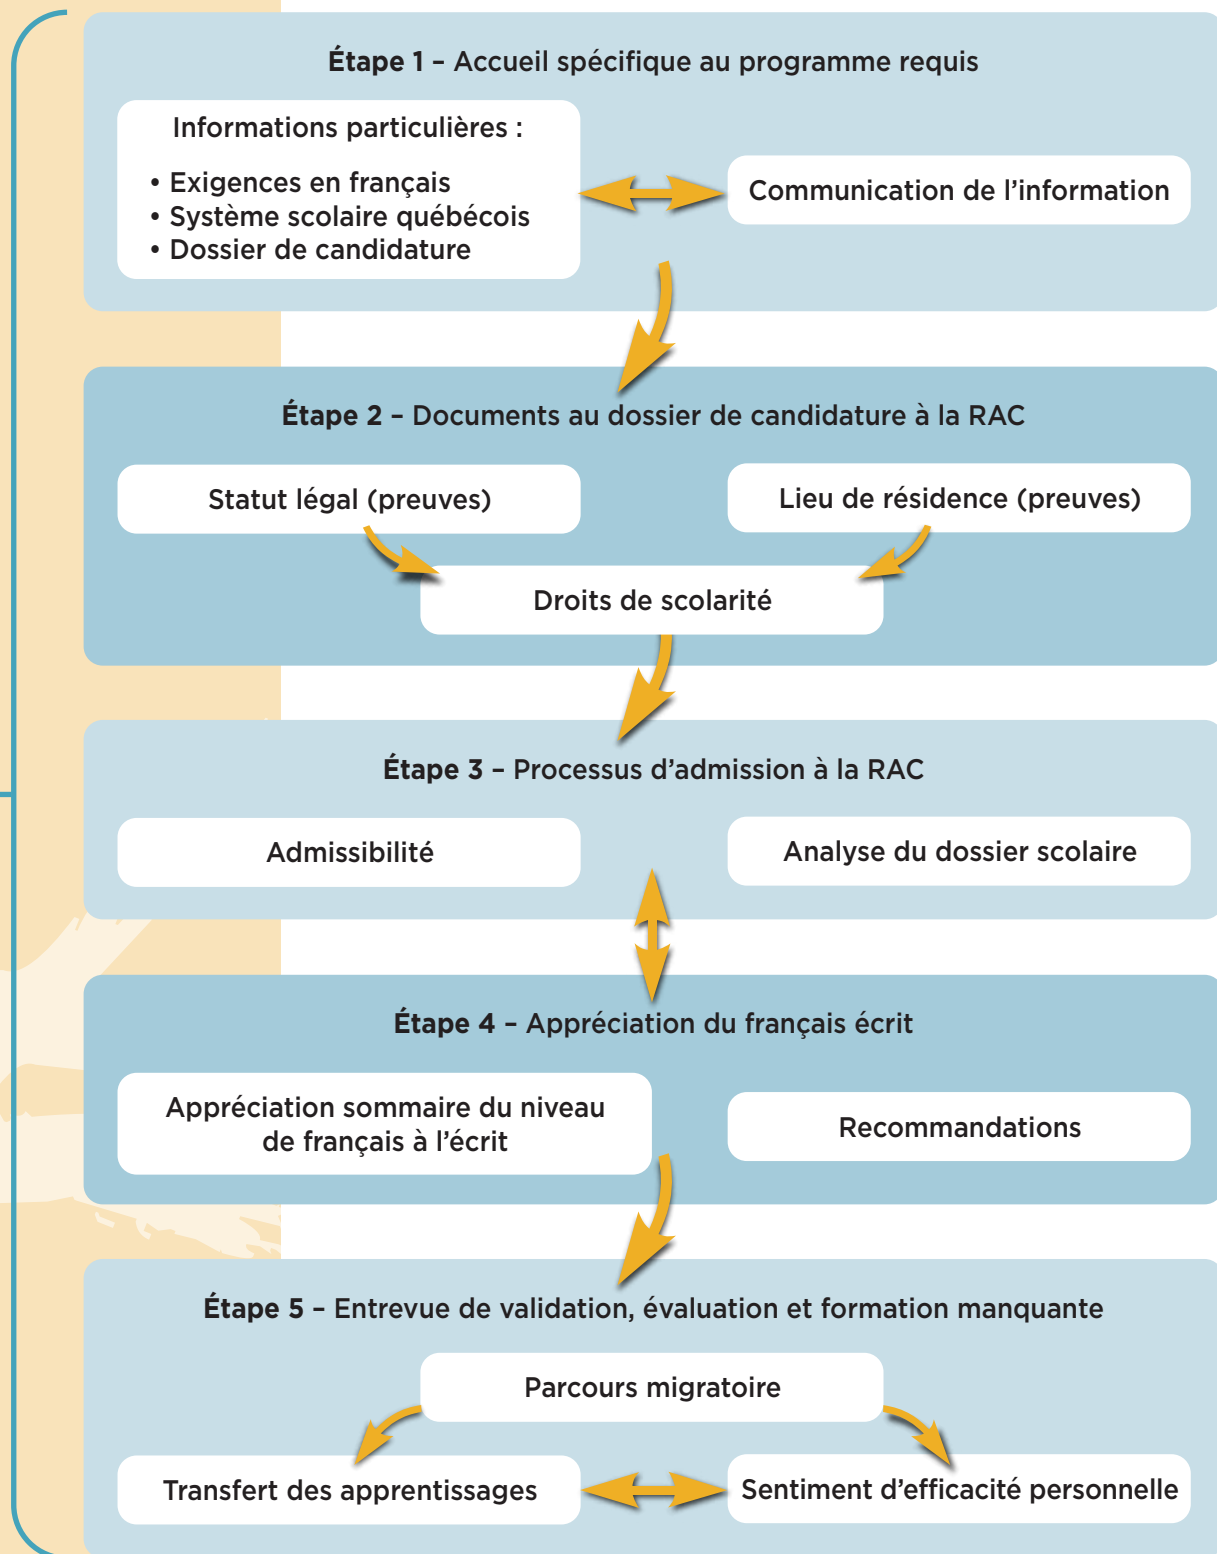 Étape 1 – Accueil spécifique au programme requis
Informations particulières :
• Exigences en français
• Système scolaire québécois
• Dossier de candidature
Communication de l’information
Étape 2 – Documents au dossier de candidature à la RAC
Statut légal (preuves)
Lieu de résidence (preuves)
Droits de scolarité
Étape 3 – Processus d’admission à la RAC
Admissibilité
Analyse du dossier scolaire
Étape 4 – Appréciation du français écrit
Appréciation sommaire du niveau
de français à l’écrit
Recommandations
Étape 5 – Entrevue de validation, évaluation et formation manquante
Parcours migratoire
Transfert des apprentissages
Sentiment d’efficacité personnelle